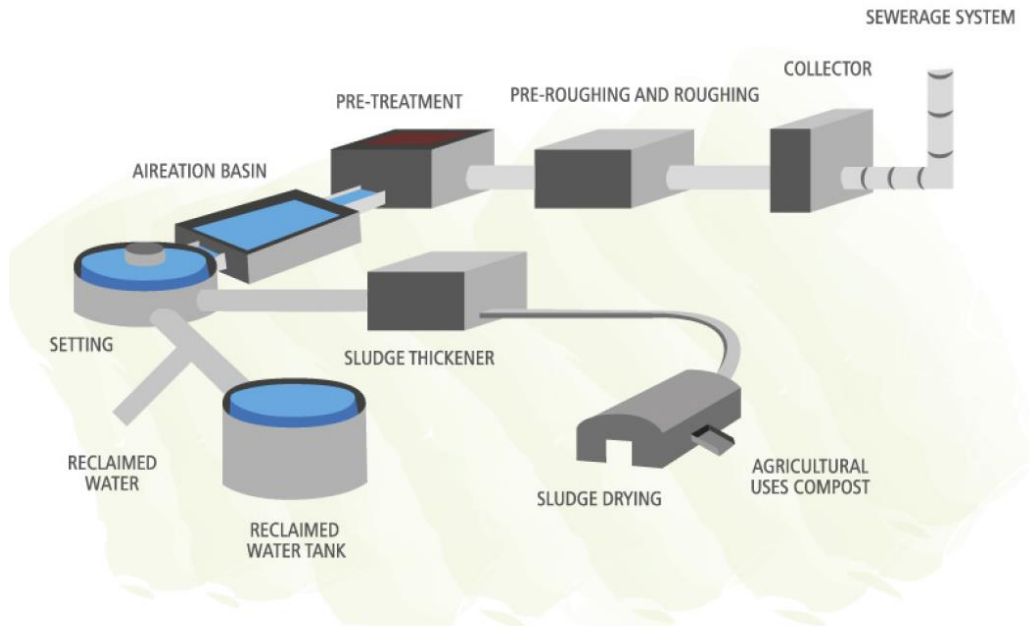 SEWERAGE SYSTEM
COLLECTOR
PRE-ROUGHING AND ROUGHING
PRE-TREATMENT
AIREATION BASIN
SETTING
SLUDGE THICKENER
RECLAIMED
WATER
RECLAIMED
WATER TANK
SLUDGE DRYING
AGRICULTURAL
USES COMPOST